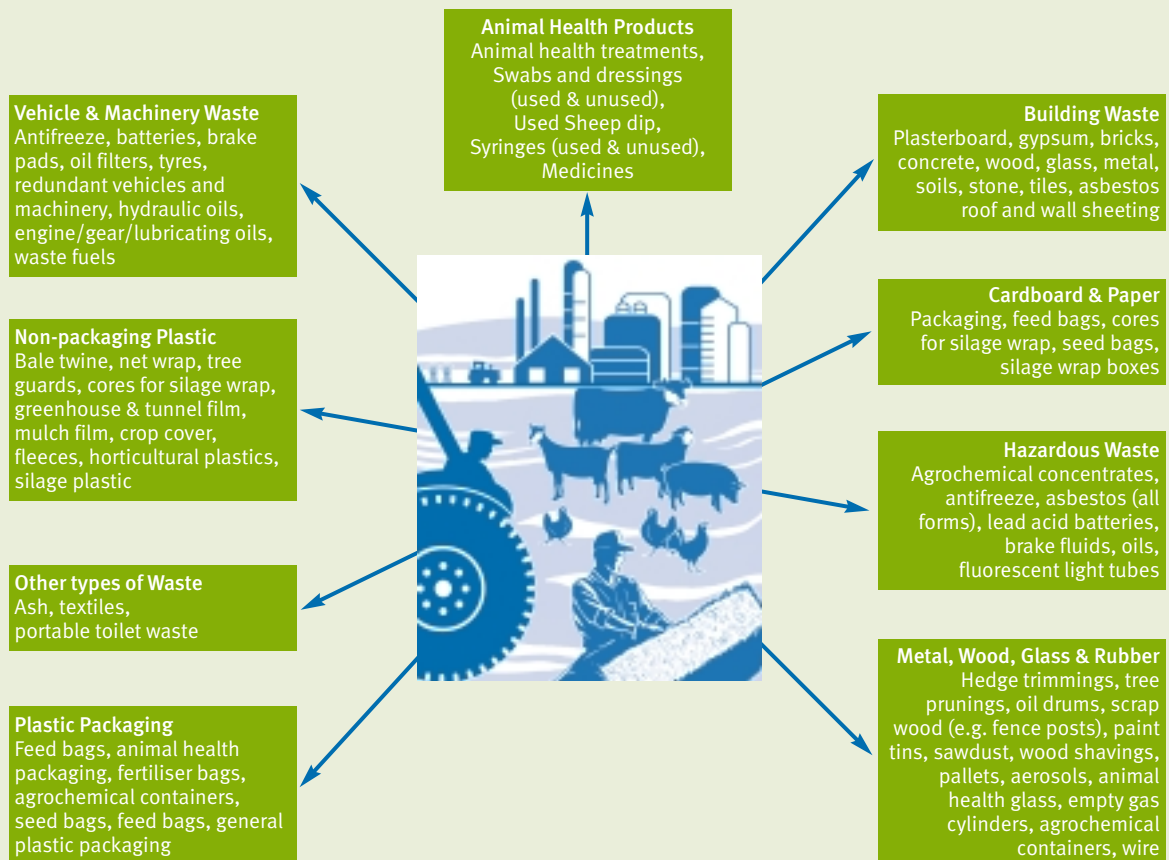 Animal Health Products
Animal health treatments,
Swabs and dressings
(used & unused),
Used Sheep dip,
Syringes (used & unused),
Medicines
Vehicle & Machinery Waste
Antifreeze, batteries, brake
pads, oil filters, tyres,
redundant vehicles and
machinery, hydraulic oils,
engine/gear/lubricating oils,
waste fuels
Non-packaging Plastic
Bale twine, net wrap, tree
guards, cores for silage wrap,
greenhouse & tunnel film,
mulch film, crop cover,
fleeces, horticultural plastics,
silage plastic
Other types of Waste
Ash, textiles,
portable toilet waste
Plastic Packaging
Feed bags, animal health
packaging, fertiliser bags,
agrochemical containers,
seed bags, feed bags, general
plastic packaging
Building Waste
Plasterboard, gypsum, bricks,
concrete, wood, glass, metal,
soils, stone, tiles, asbestos
roof and wall sheeting
Cardboard & Paper
Packaging, feed bags, cores
for silage wrap, seed bags,
silage wrap boxes
Hazardous Waste
Agrochemical concentrates,
antifreeze, asbestos (all
forms), lead acid batteries,
brake fluids, oils,
fluorescent light tubes
Metal, Wood, Glass & Rubber
Hedge trimmings, tree
prunings, oil drums, scrap
wood (e.g. fence posts), paint
tins, sawdust, wood shavings,
pallets, aerosols, animal
health glass, empty gas
cylinders, agrochemical
containers, wire